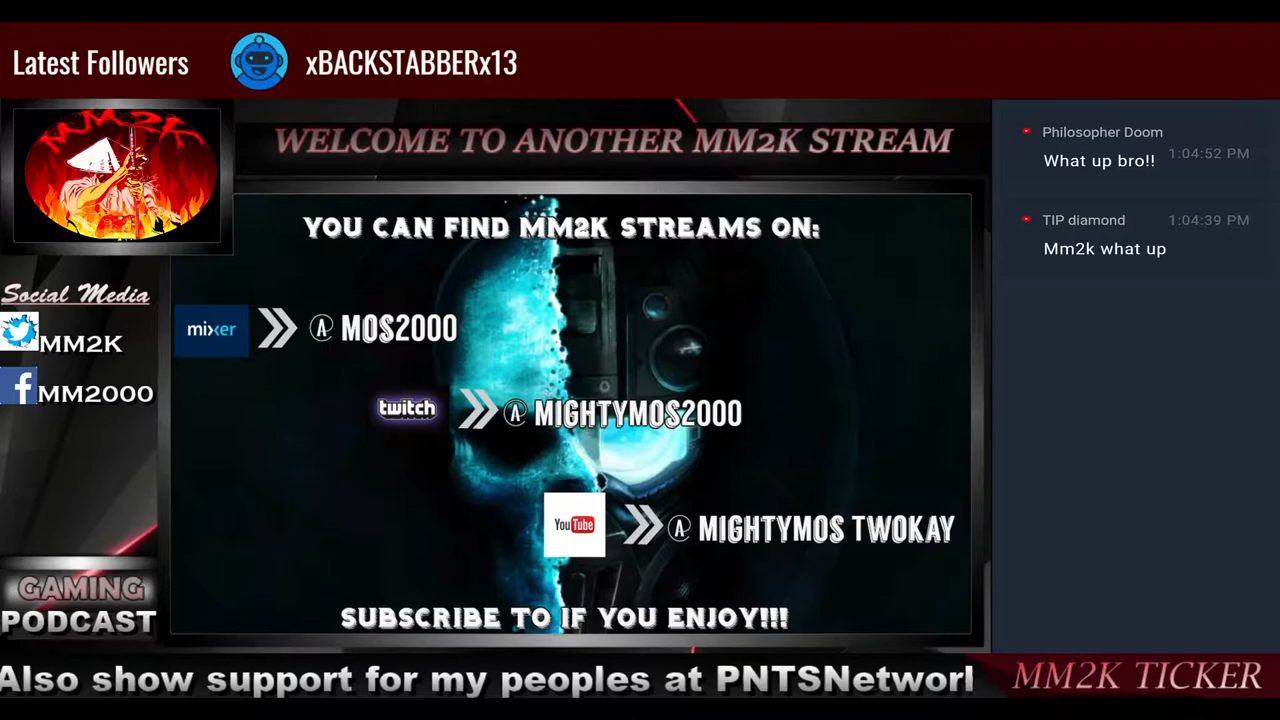 Latest Followers xBACKSTABBERx13
MM2K
WELCOME TO ANOTHER MM2K STREAM
YOU CAN FIND MM2K STREAMS ON:
mixer @ MOS2000
twitch @ MIGHTYMOS2000
YouTube @ MIGHTYMOS TWOKAY
SUBSCRIBE TO IF YOU ENJOY!!!
Social Media
MM2K
f MM2000
GAMING
PODCAST
Philosopher Doom
What up bro!! 1:04:52 PM
TIP diamond 1:04:39 PM
Mm2k what up
Also show support for my peoples at PNTSNetworl
MM2K TICKER